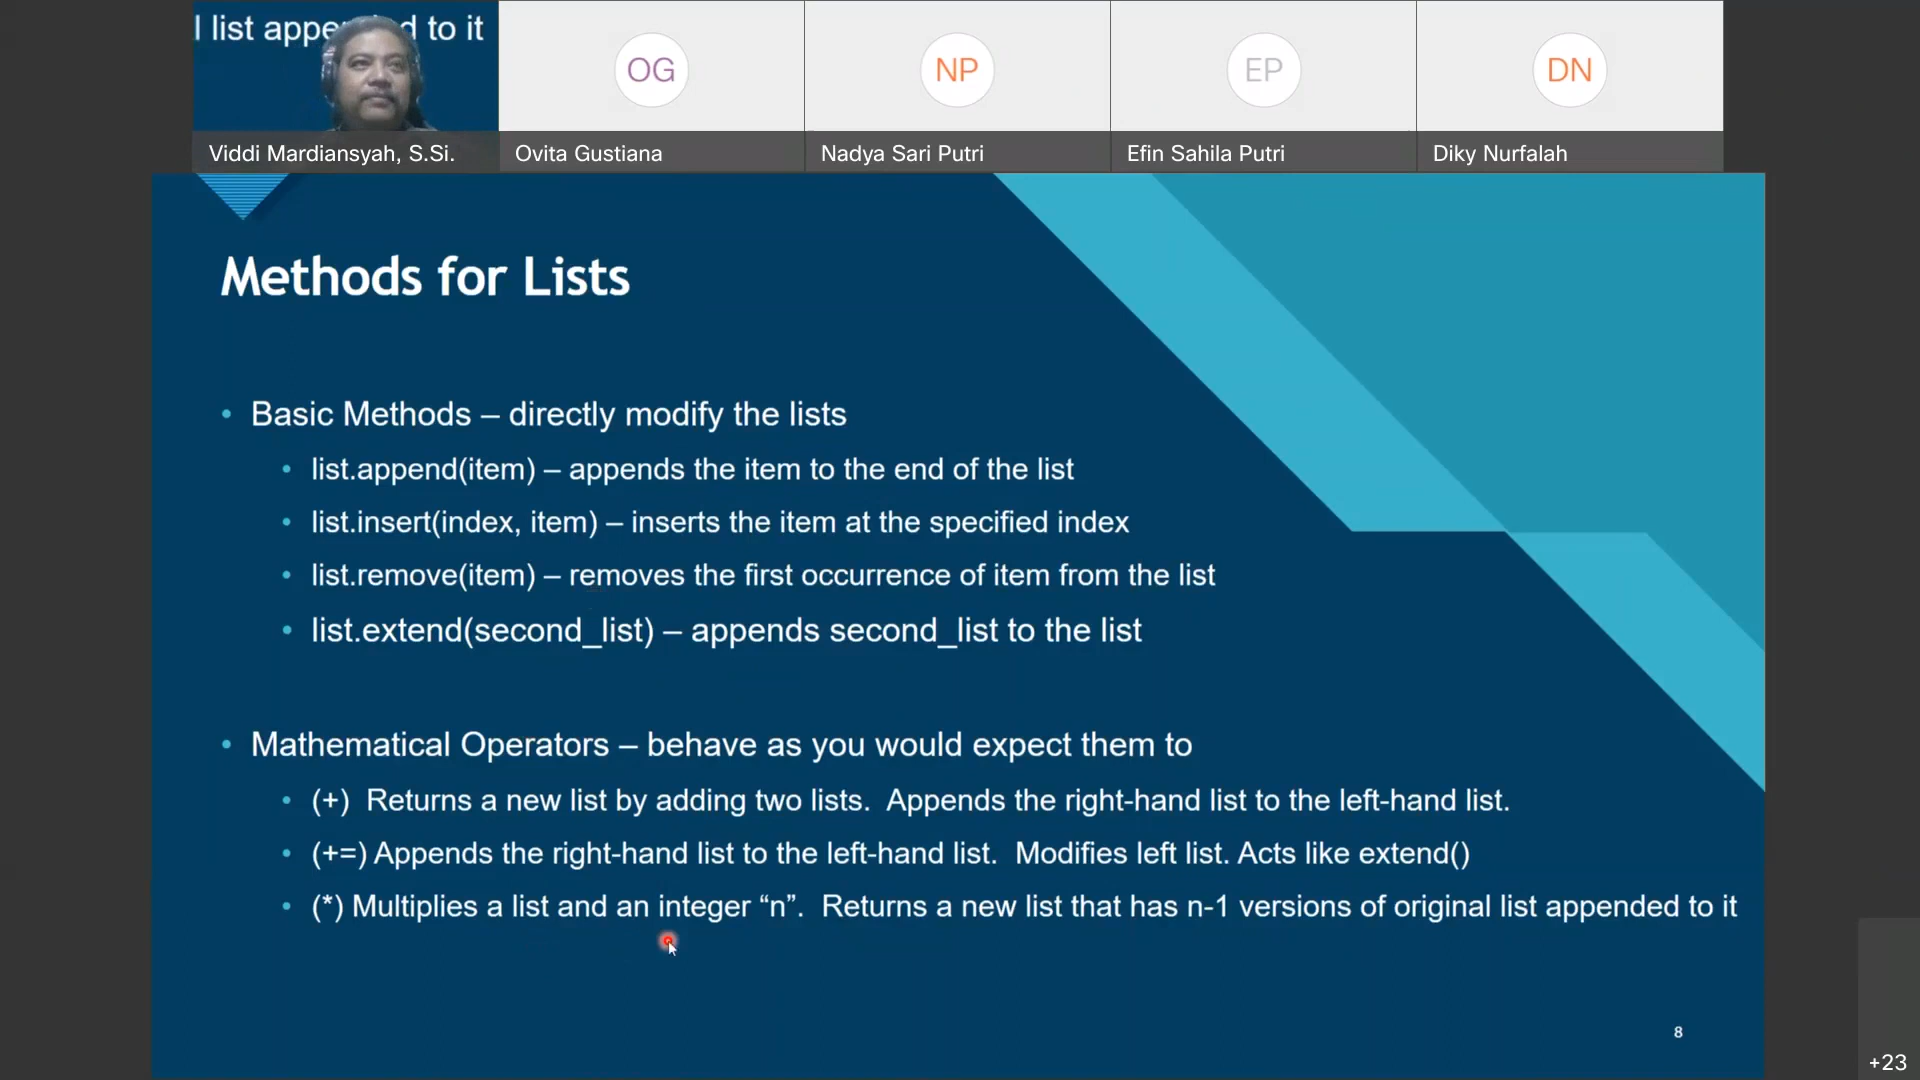 l list appe d to it
OG
NP
EP
DN
Viddi Mardiansyah, S.Si.
Ovita Gustiana
Nadya Sari Putri
Efin Sahila Putri
Diky Nurfalah
Methods for Lists
• Basic Methods – directly modify the lists
• list.append(item) – appends the item to the end of the list
• list.insert(index, item) – inserts the item at the specified index
• list.remove(item) – removes the first occurrence of item from the list
• list.extend(second_list) – appends second_list to the list
• Mathematical Operators – behave as you would expect them to
• (+)  Returns a new list by adding two lists.  Appends the right-hand list to the left-hand list.
• (+=) Appends the right-hand list to the left-hand list.  Modifies left list. Acts like extend()
• (*) Multiplies a list and an integer “n”.  Returns a new list that has n-1 versions of original list appended to it
8
+23